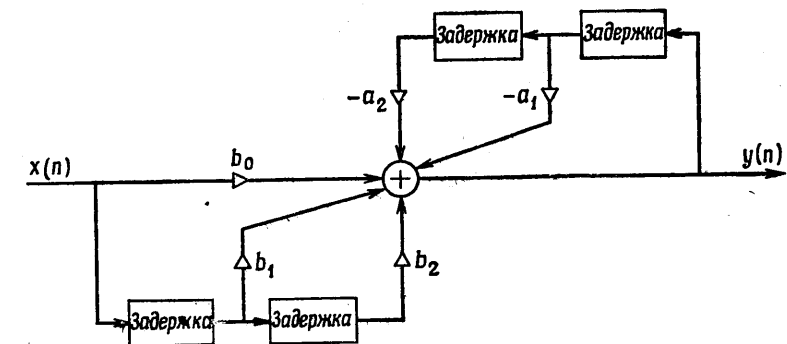 Задержка
Задержка
-a₂
-a₁
x(n)
b₀
+
y(n)
b₁
b₂
Задержка
Задержка